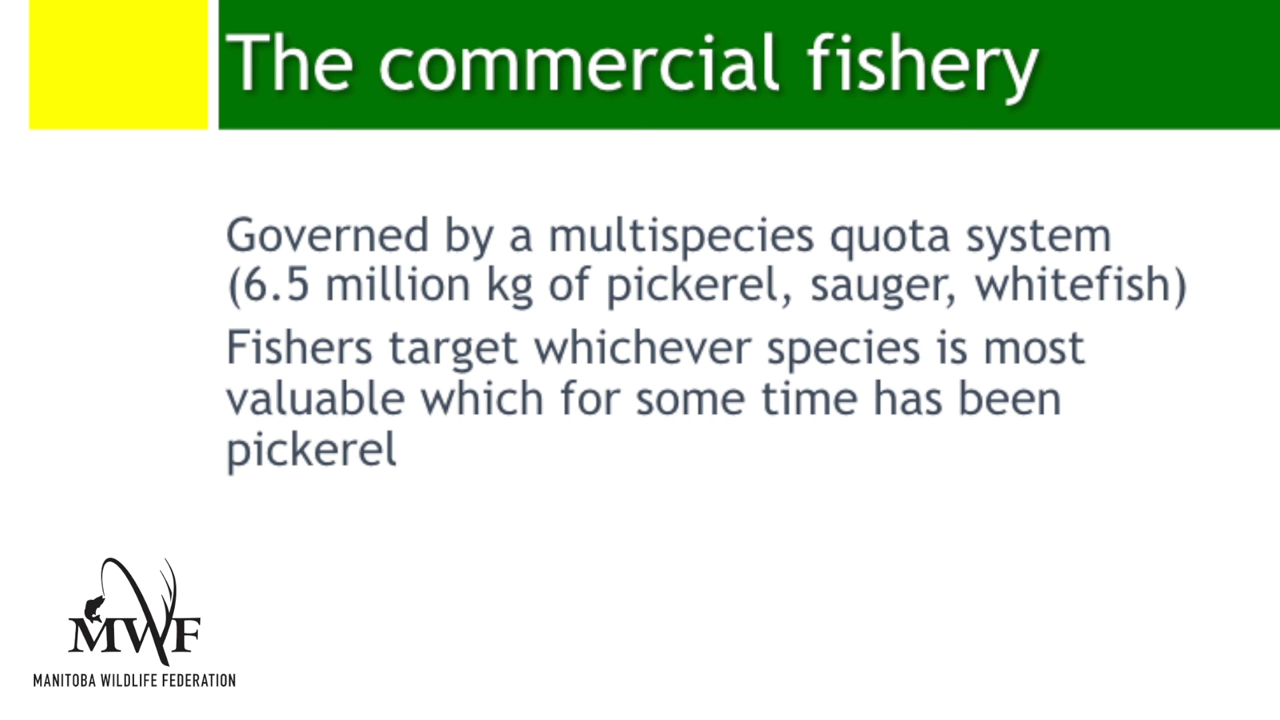 The commercial fishery
Governed by a multispecies quota system
(6.5 million kg of pickerel, sauger, whitefish)
Fishers target whichever species is most
valuable which for some time has been
pickerel
MWF
MANITOBA WILDLIFE FEDERATION